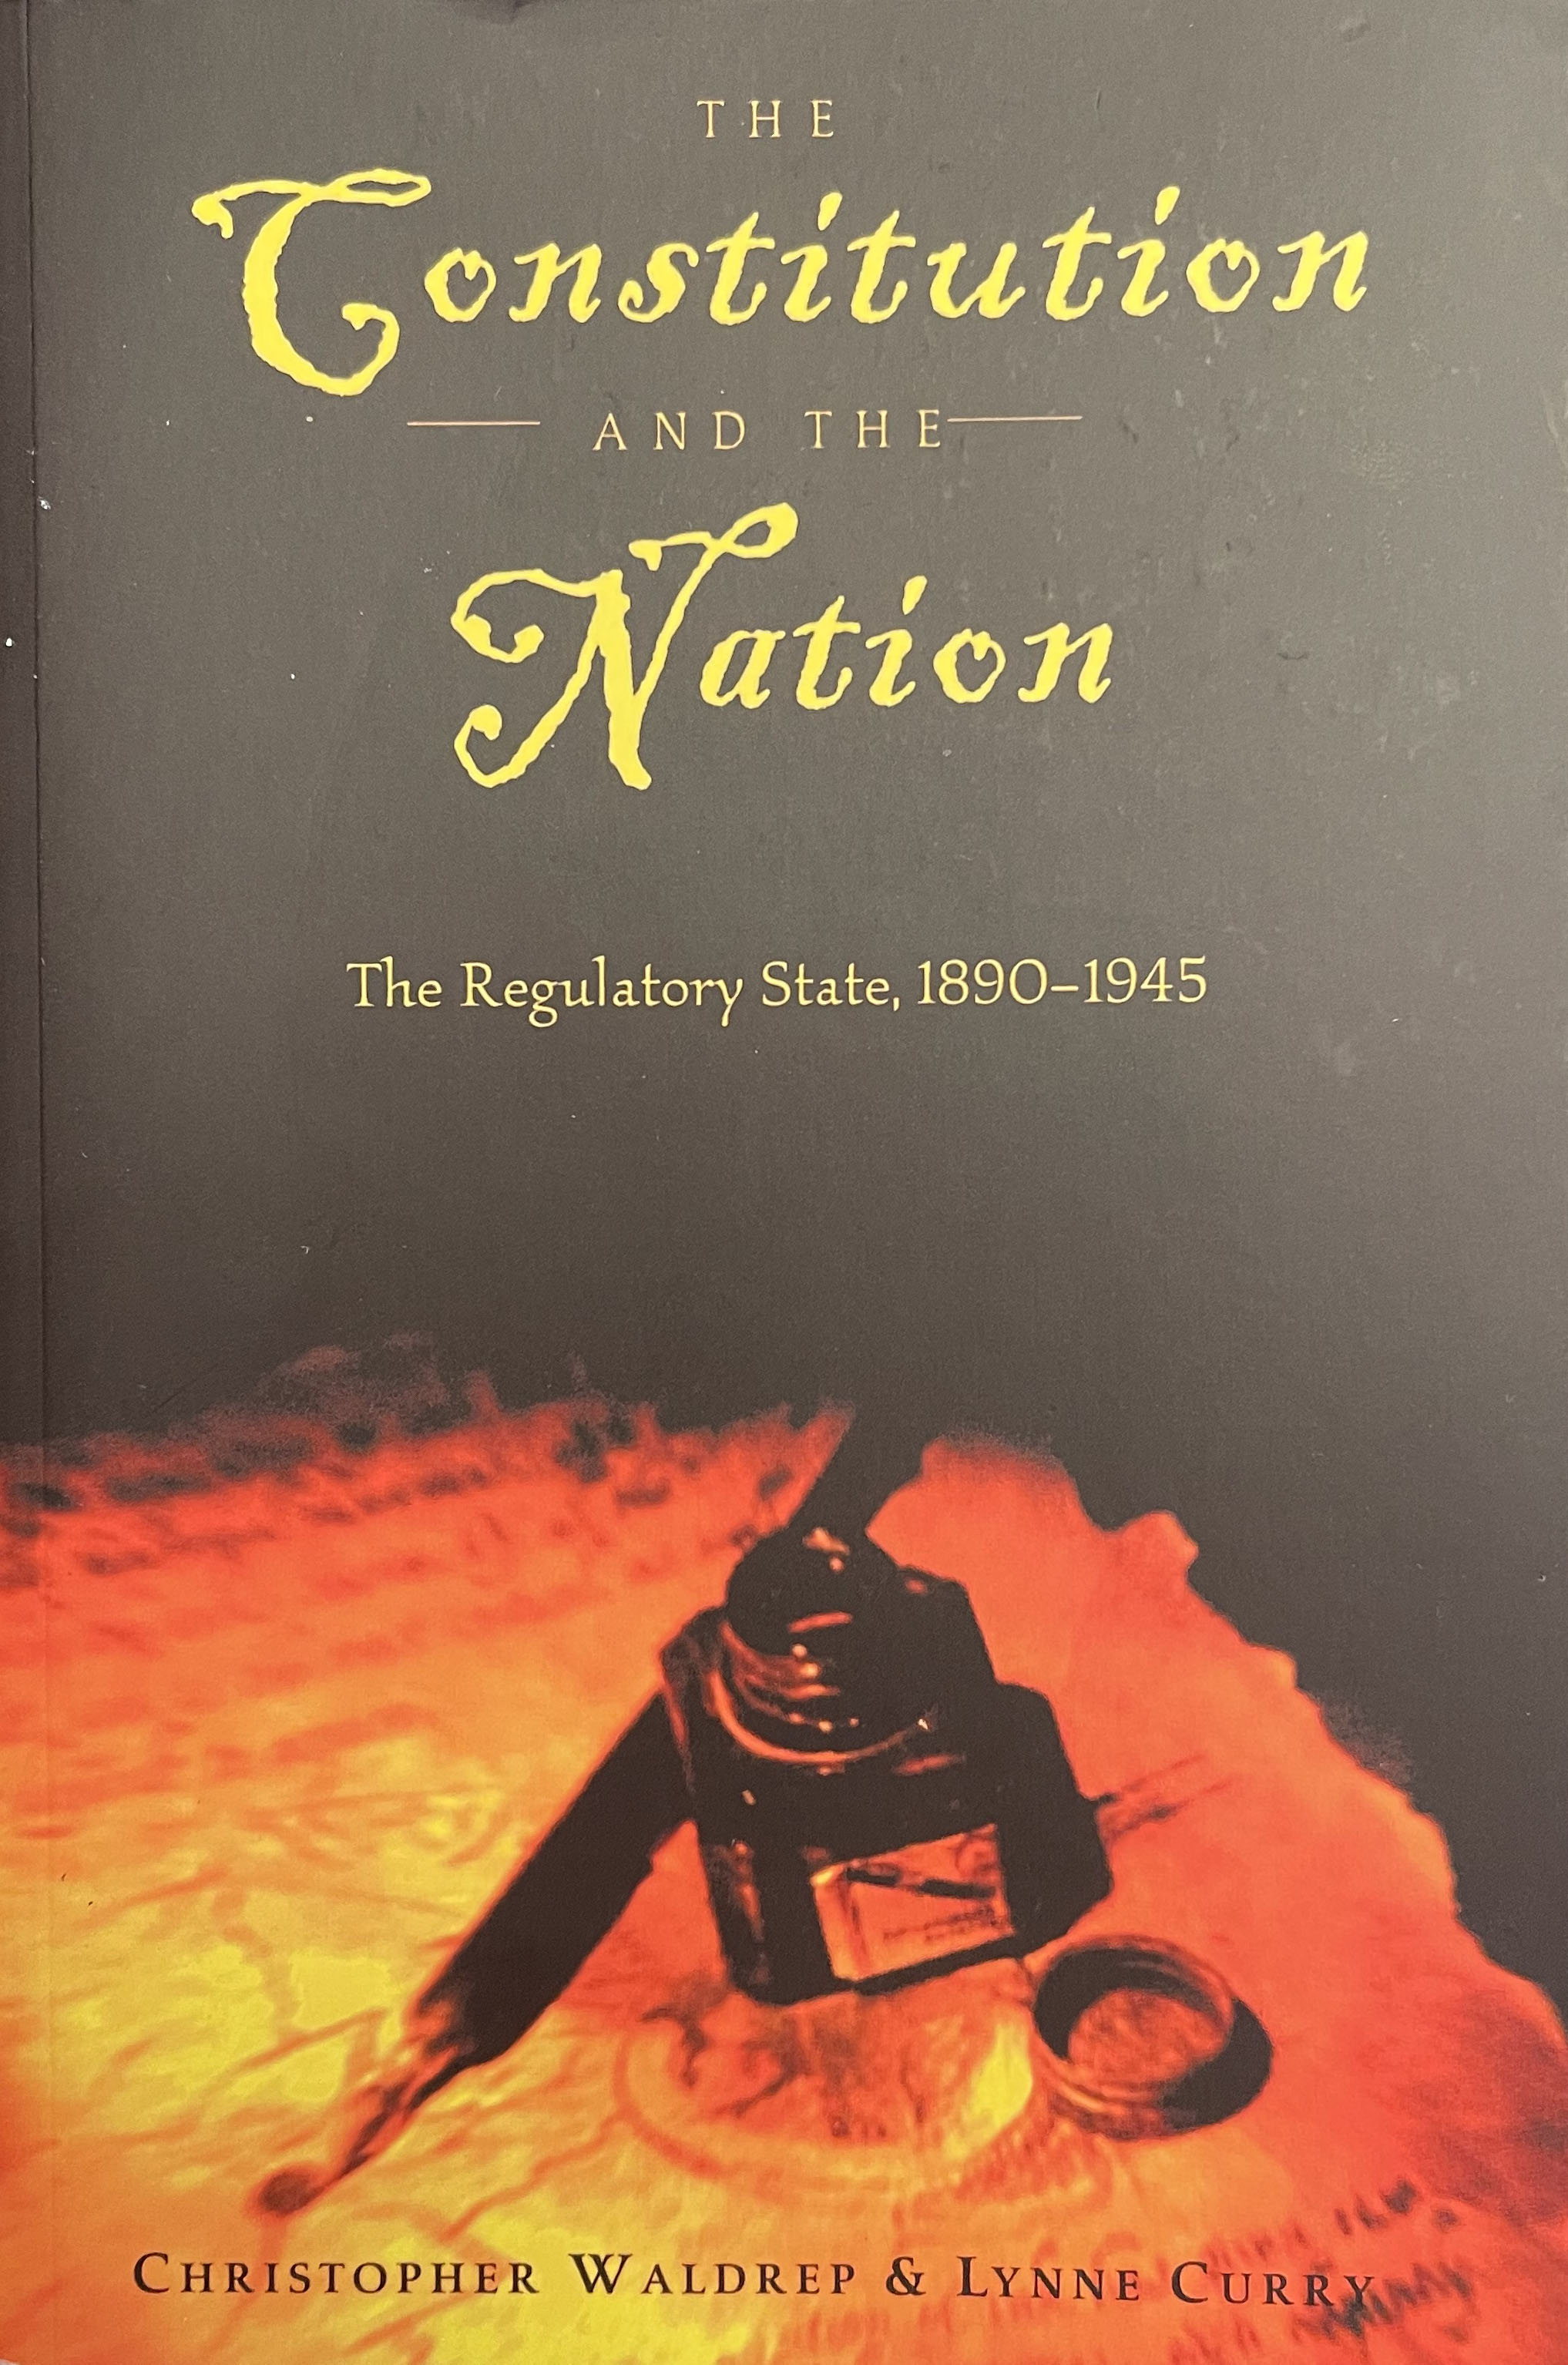 THE
Constitution
AND THE
Nation
The Regulatory State, 1890–1945
CHRISTOPHER WALDREP & LYNNE CURRY